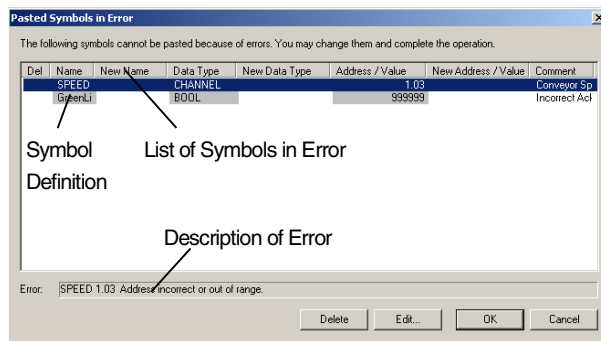 Pasted Symbols in Error
The following symbols cannot be pasted because of errors. You may change them and complete the operation.
Del Name New Name Data Type New Data Type Address / Value New Address / Value Comment
SPEED CHANNEL 1.03 Conveyor Sp
GreenLi BOOL 999999 Incorrect Ack
Symbol Definition
List of Symbols in Error
Description of Error
Error: SPEED 1.03 Address incorrect or out of range.
Delete Edit... OK Cancel